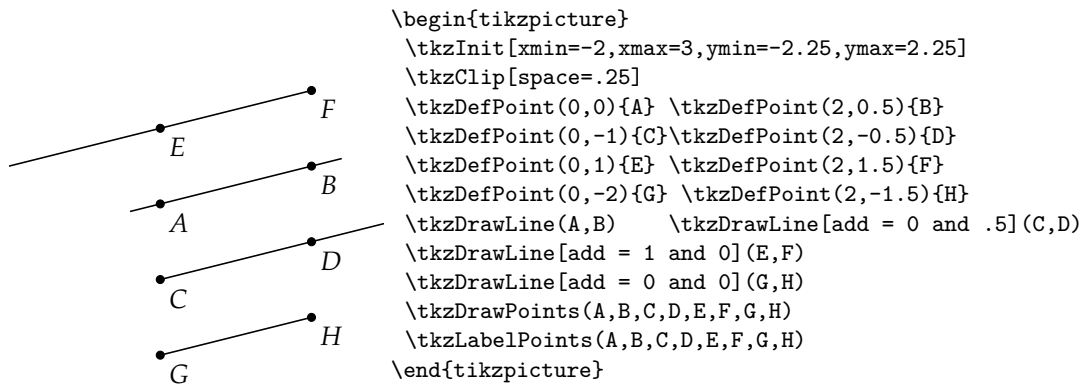 F
E
B
A
D
C
H
G
\begin{tikzpicture}
\tkzInit[xmin=-2,xmax=3,ymin=-2.25,ymax=2.25]
\tkzClip[space=.25]
\tkzDefPoint(0,0){A} \tkzDefPoint(2,0.5){B}
\tkzDefPoint(0,-1){C}\tkzDefPoint(2,-0.5){D}
\tkzDefPoint(0,1){E} \tkzDefPoint(2,1.5){F}
\tkzDefPoint(0,-2){G} \tkzDefPoint(2,-1.5){H}
\tkzDrawLine(A,B) \tkzDrawLine[add = 0 and .5](C,D)
\tkzDrawLine[add = 1 and 0](E,F)
\tkzDrawLine[add = 0 and 0](G,H)
\tkzDrawPoints(A,B,C,D,E,F,G,H)
\tkzLabelPoints(A,B,C,D,E,F,G,H)
\end{tikzpicture}